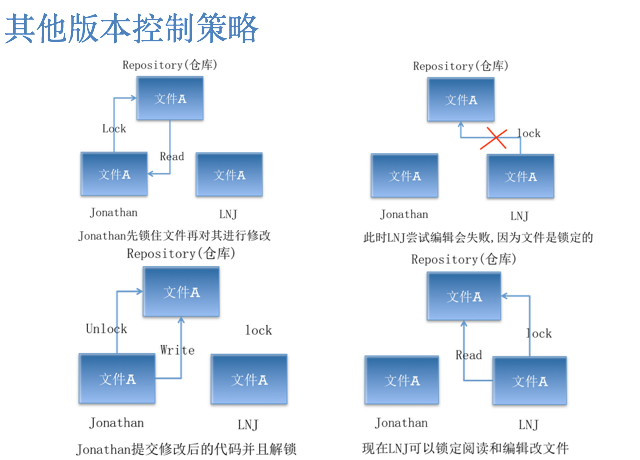 其他版本控制策略
Repository(仓库)
文件A
Lock
Read
文件A
文件A
Jonathan
LNJ
Jonathan先锁住文件再对其进行修改
Repository(仓库)
文件A
lock
文件A
文件A
Jonathan
LNJ
此时LNJ尝试编辑会失败,因为文件是锁定的
Repository(仓库)
文件A
Unlock
lock
Write
文件A
文件A
Jonathan
LNJ
Jonathan提交修改后的代码并且解锁
Repository(仓库)
文件A
lock
Read
文件A
文件A
Jonathan
LNJ
现在LNJ可以锁定阅读和编辑改文件